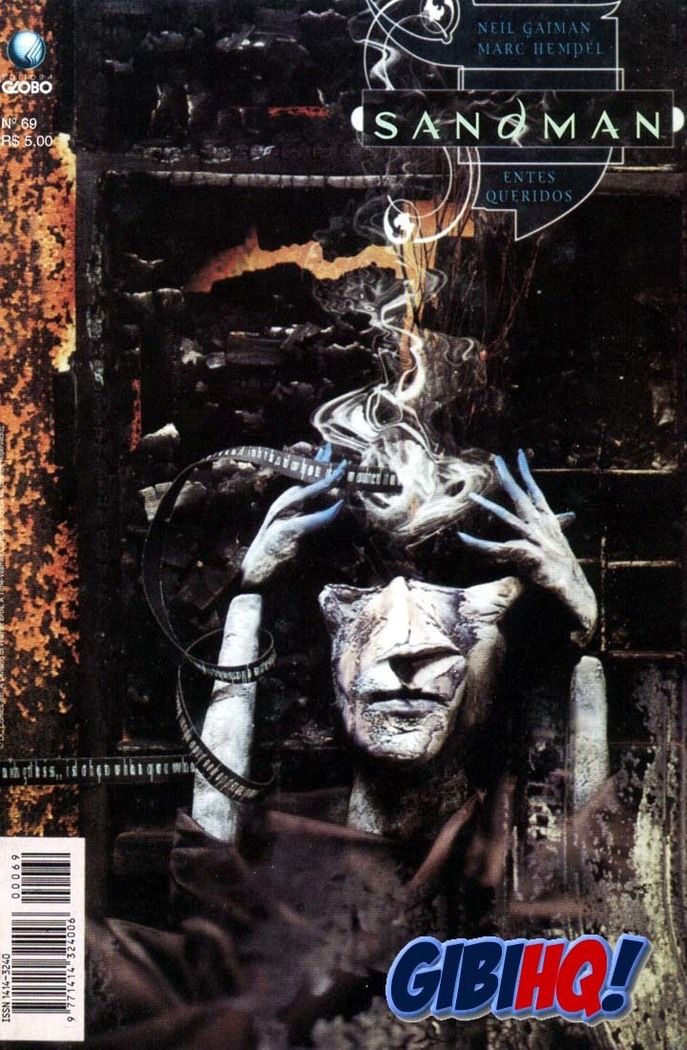 EDITORA
GLOBO
Nº 69
R$ 5.00
NEIL GAIMAN
MARC HEMPEL
SANDMAN
ENTES
QUERIDOS
00069
ISSN 1414-3240
9 771414 324006
GIBIHQ!